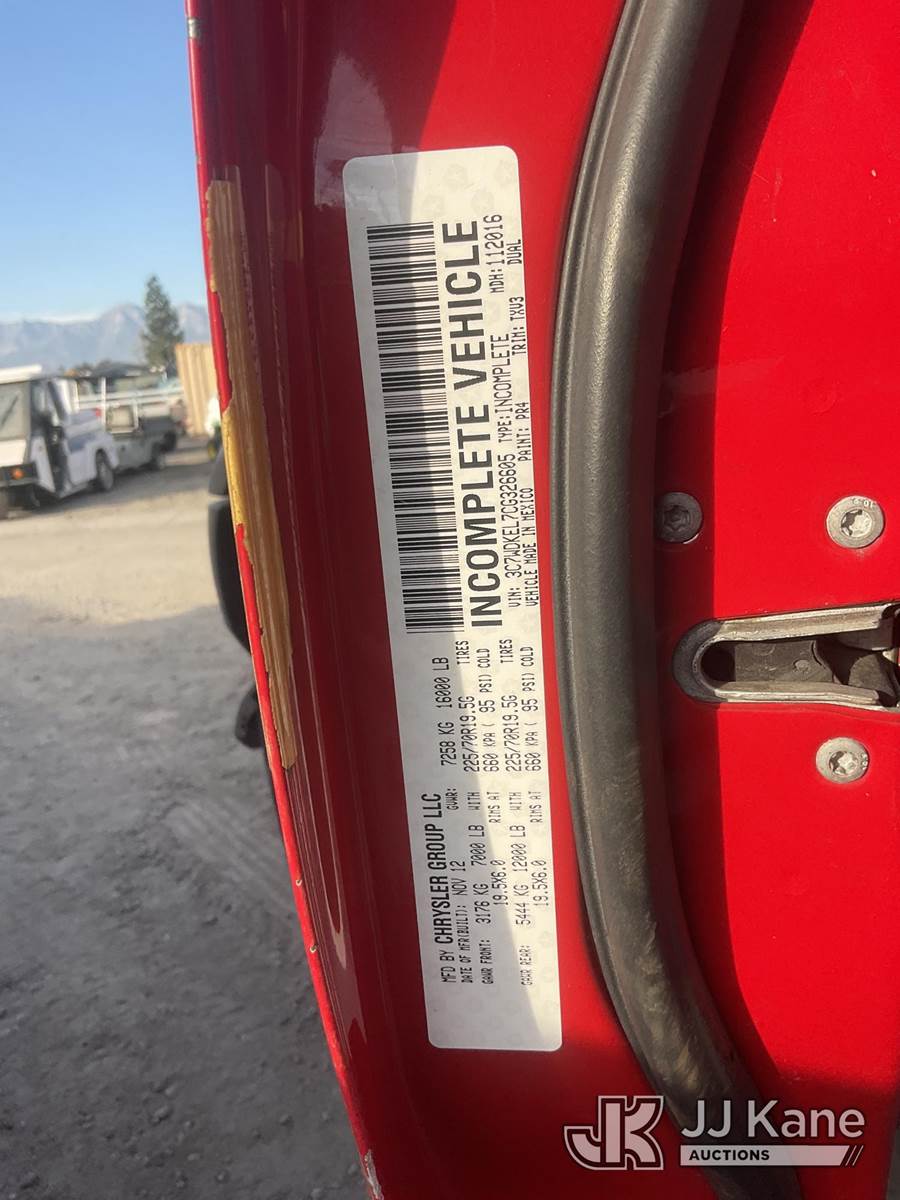 MFD BY CHRYSLER GROUP LLC
DATE OF MFR(BUILT): NOV 12 GVWR: 7258 KG 16000 LB
GAWR FRONT: 3176 KG 7000 LB WITH 225/70R19.5G TIRES
19.5X6.0 RIMS AT 660 KPA ( 95 PSI) COLD
GAWR REAR: 5444 KG 12000 LB WITH 225/70R19.5G TIRES
19.5X6.0 RIMS AT 660 KPA ( 95 PSI) COLD
INCOMPLETE VEHICLE
MDH:112016
VIN: 3C7WDKEL7CG326605 TYPE:INCOMPLETE DUAL
VEHICLE MADE IN MEXICO PAINT: PR4 TRIM: TXV3
JK JJ Kane
AUCTIONS